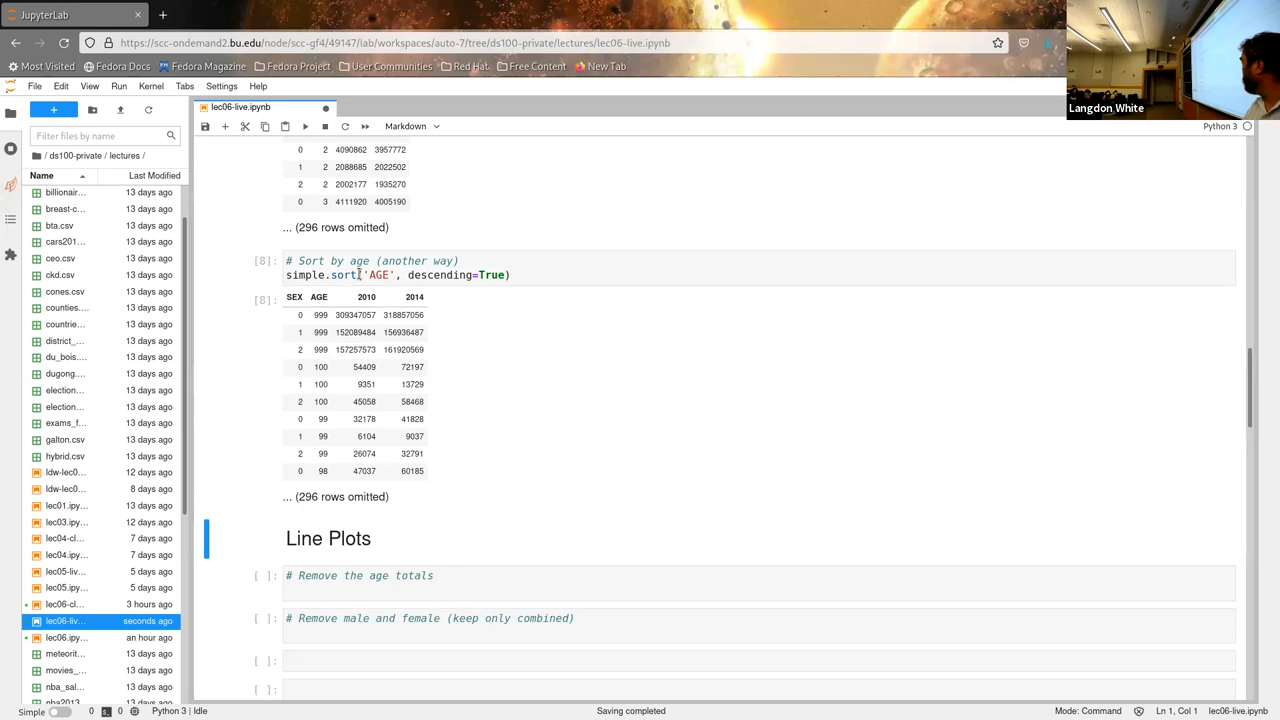 JupyterLab
https://scc-ondemand2.bu.edu/node/scc-gf4/49147/lab/workspaces/auto-7/tree/ds100-private/lectures/lec06-live.ipynb
Most Visited Fedora Docs Fedora Magazine Fedora Project User Communities Red Hat Free Content New Tab
Langdon White
File Edit View Run Kernel Tabs Settings Help
lec06-live.ipynb
Markdown
Python 3
Filter files by name
/ ds100-private / lectures /
Name Last Modified
billionair... 13 days ago
breast-c... 13 days ago
bta.csv 13 days ago
cars201... 13 days ago
ceo.csv 13 days ago
ckd.csv 13 days ago
cones.csv 13 days ago
counties.... 13 days ago
countrie... 13 days ago
district_... 13 days ago
du_bois.... 13 days ago
dugong.... 13 days ago
election... 13 days ago
election... 13 days ago
exams_f... 13 days ago
galton.csv 13 days ago
hybrid.csv 13 days ago
ldw-lec0... 12 days ago
ldw-lec0... 8 days ago
lec01.ipy... 13 days ago
lec03.ipy... 12 days ago
lec04-cl... 7 days ago
lec04.ipy... 7 days ago
lec05-liv... 5 days ago
lec05.ipy... 5 days ago
lec06-cl... 3 hours ago
lec06-liv... seconds ago
lec06.ipy... an hour ago
meteorit... 13 days ago
movies_... 13 days ago
nba_sal... 13 days ago
nba2013... 13 days ago
0 2 4090862 3957772
1 2 2088685 2022502
2 2 2002177 1935270
0 3 4111920 4005190
... (296 rows omitted)
[8]: # Sort by age (another way)
simple.sort('AGE', descending=True)
[8]: SEX AGE 2010 2014
0 999 309347057 318857056
1 999 152089484 156936487
2 999 157257573 161920569
0 100 54409 72197
1 100 9351 13729
2 100 45058 58468
0 99 32178 41828
1 99 6104 9037
2 99 26074 32791
0 98 47037 60185
... (296 rows omitted)
Line Plots
[ ]: # Remove the age totals
[ ]: # Remove male and female (keep only combined)
[ ]:
[ ]:
Simple 0 0 Python 3 | Idle Saving completed Mode: Command Ln 1, Col 1 lec06-live.ipynb